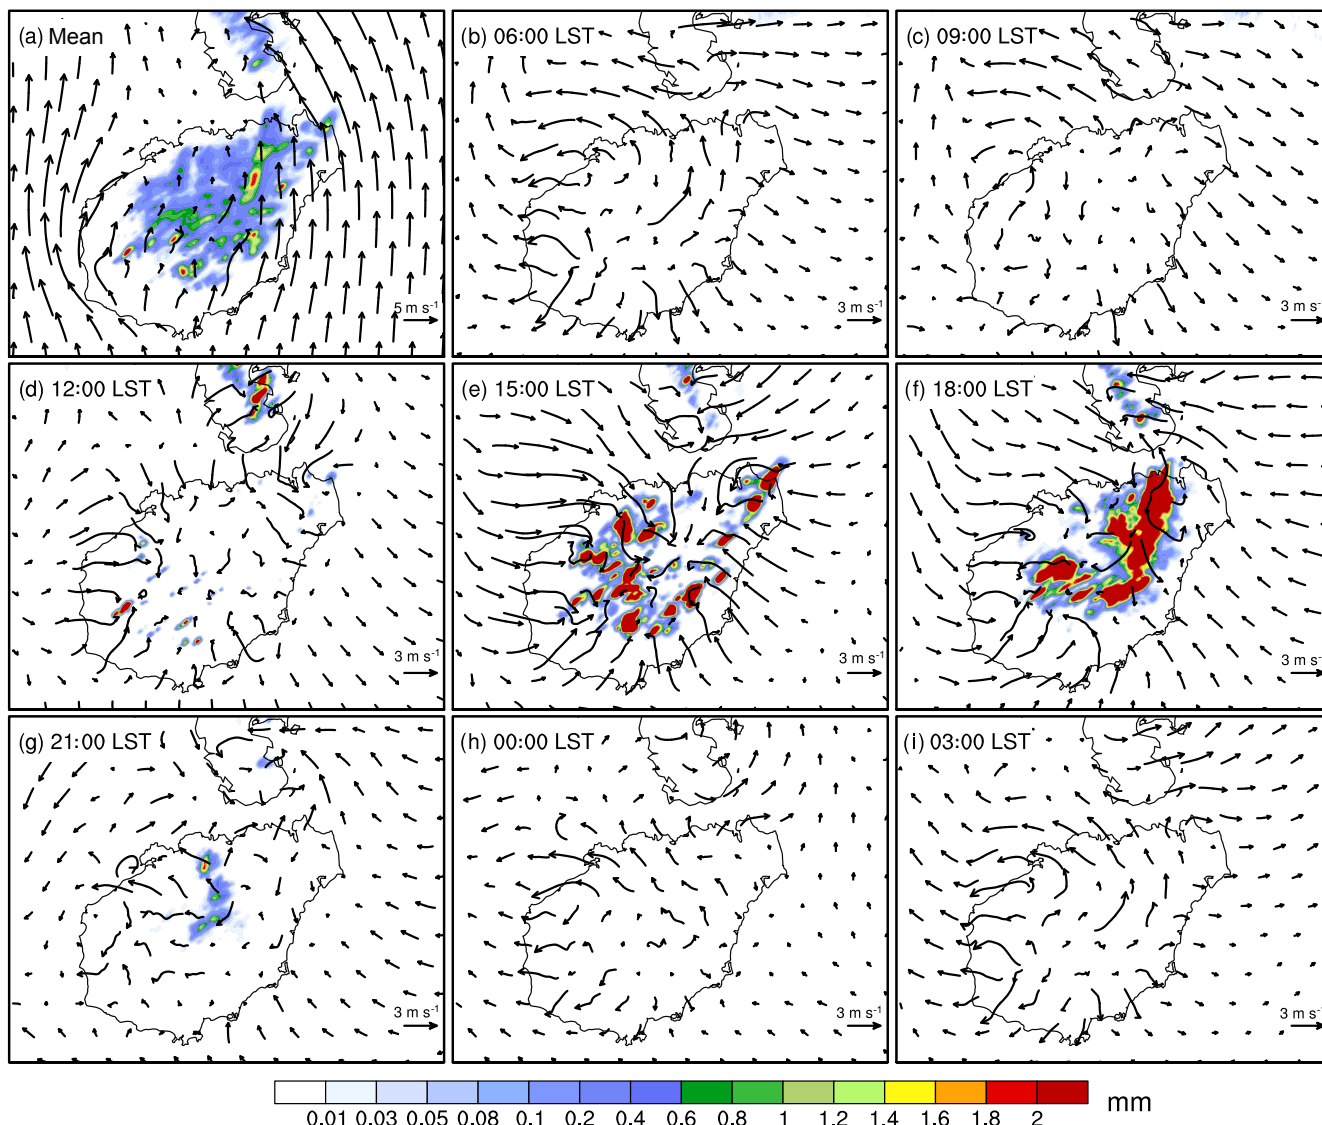 (a) Mean
5 m s⁻¹
(b) 06:00 LST
3 m s⁻¹
(c) 09:00 LST
3 m s⁻¹
(d) 12:00 LST
3 m s⁻¹
(e) 15:00 LST
3 m s⁻¹
(f) 18:00 LST
3 m s⁻¹
(g) 21:00 LST
3 m s⁻¹
(h) 00:00 LST
3 m s⁻¹
(i) 03:00 LST
3 m s⁻¹
0.01 0.03 0.05 0.08 0.1 0.2 0.4 0.6 0.8 1 1.2 1.4 1.6 1.8 2 mm